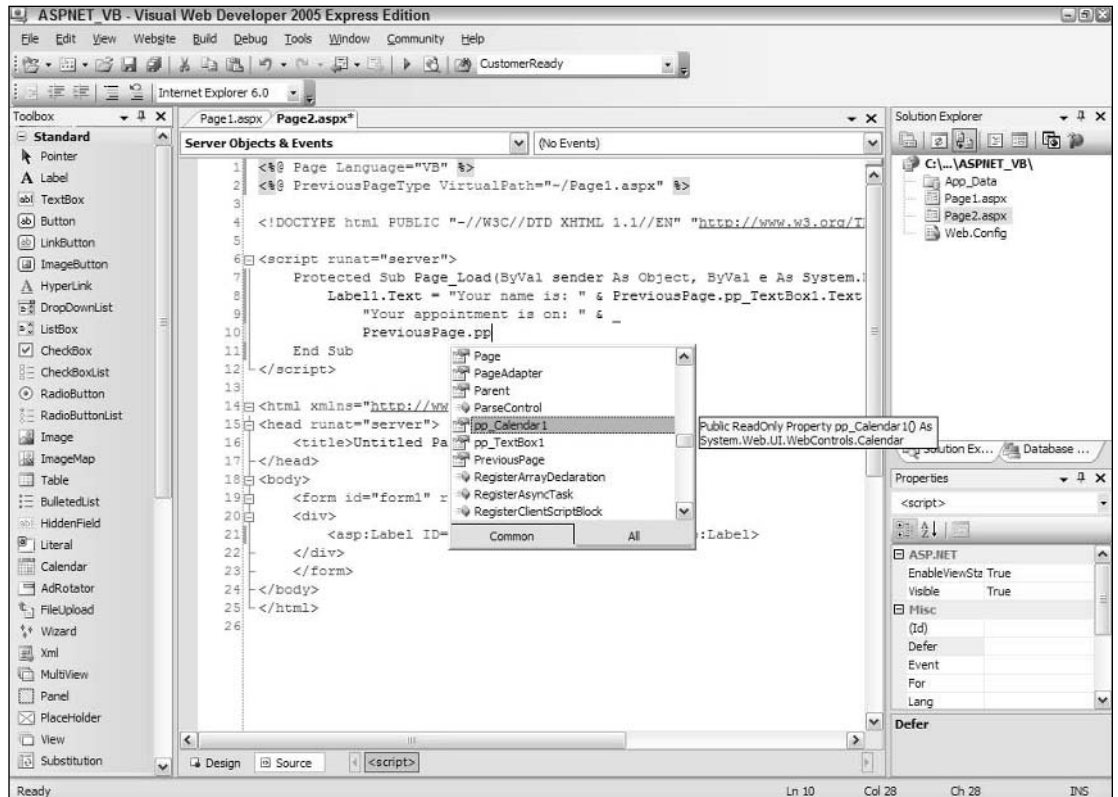 ASPNET_VB - Visual Web Developer 2005 Express Edition
File Edit View Website Build Debug Tools Window Community Help
CustomerReady
Internet Explorer 6.0
Toolbox
Standard
Pointer
Label
TextBox
Button
LinkButton
ImageButton
HyperLink
DropDownList
ListBox
CheckBox
CheckBoxList
RadioButton
RadioButtonList
Image
ImageMap
Table
BulletedList
HiddenField
Literal
Calendar
AdRotator
FileUpload
Wizard
Xml
MultiView
Panel
PlaceHolder
View
Substitution
Page1.aspx Page2.aspx*
Server Objects & Events (No Events)
1 <%@ Page Language="VB" %>
2 <%@ PreviousPageType VirtualPath="~/Page1.aspx" %>
3
4 <!DOCTYPE html PUBLIC "-//W3C//DTD XHTML 1.1//EN" "http://www.w3.org/T
5
6 <script runat="server">
7 Protected Sub Page_Load(ByVal sender As Object, ByVal e As System.
8 Label1.Text = "Your name is: " & PreviousPage.pp_TextBox1.Text
9 "Your appointment is on: " & _
10 PreviousPage.pp
11 End Sub
12 </script>
13
14 <html xmlns="http://ww
15 <head runat="server">
16 <title>Untitled Pa
17 </head>
18 <body>
19 <form id="form1" r
20 <div>
21 <asp:Label ID= p:Label>
22 </div>
23 </form>
24 </body>
25 </html>
26
Page
PageAdapter
Parent
ParseControl
pp_Calendar1
pp_TextBox1
PreviousPage
RegisterArrayDeclaration
RegisterAsyncTask
RegisterClientScriptBlock
Common All
Public ReadOnly Property pp_Calendar1() As
System.Web.UI.WebControls.Calendar
Design Source <script>
Solution Explorer
C:\...\ASPNET_VB\
App_Data
Page1.aspx
Page2.aspx
Web.Config
Solution Ex... Database ...
Properties
<script>
ASP.NET
EnableViewSta True
Visible True
Misc
(Id)
Defer
Event
For
Lang
Defer
Ready Ln 10 Col 28 Ch 28 INS